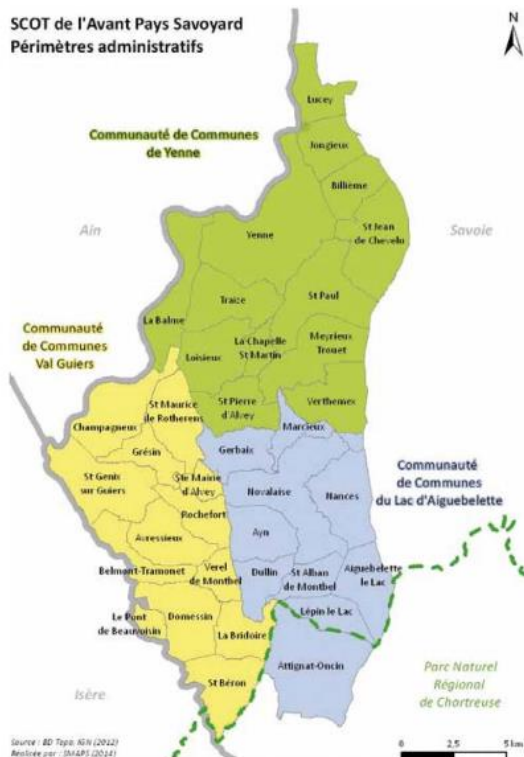 SCOT de l'Avant Pays Savoyard
Périmètres administratifs
N
Lucey
Communauté de Communes
de Yenne
Jongieux
Billième
St Jean
de Chevelu
Ain
Yenne
Savoie
Traize
St Paul
La Balme
Communauté
de Communes
Val Guiers
Loisieux
La Chapelle
St Martin
Meyrieux
Trouet
St Pierre
d'Alvey
Verthemex
St Maurice
de Rotherens
Champagneux
Marcieux
Gerbaix
Grésin
Communauté
de Communes
du Lac d'Aiguebelette
St Genix
sur Guiers
Ste Marie
d'Alvey
Novalaise
Nances
Rochefort
Avressieux
Ayn
Belmont-Tramonet
Verel
de Montbel
Dullin
St Alban
de Montbel
Aiguebelette
le Lac
Le Pont
de Beauvoisin
Domessin
Lépin le Lac
La Bridoire
Attignat-Oncin
Parc Naturel
Régional
de Chartreuse
St Béron
Isère
Source : BD Topo, IGN (2012)
Réalisée par : SMAPS (2014)
0 2,5 5 km